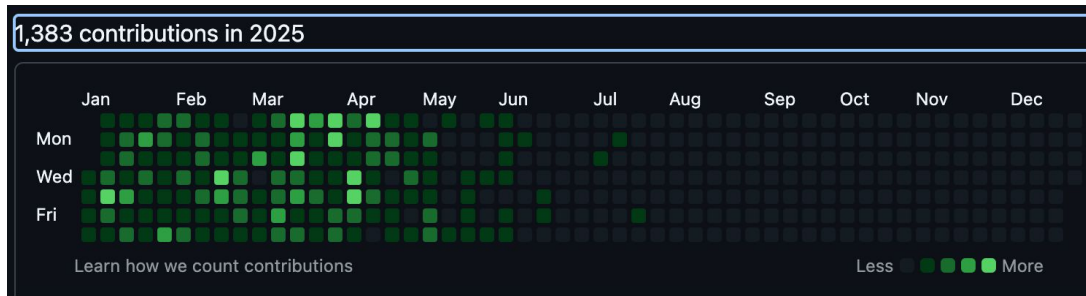 1,383 contributions in 2025
Jan Feb Mar Apr May Jun Jul Aug Sep Oct Nov Dec
Mon
Wed
Fri
Learn how we count contributions Less More